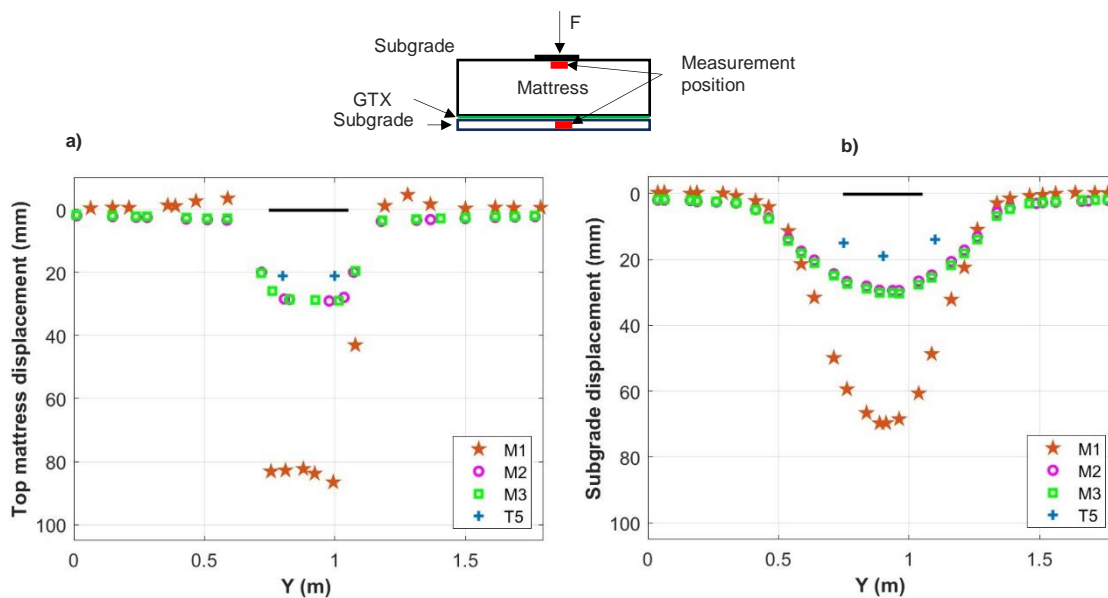 F
Subgrade
Measurement
position
Mattress
GTX
Subgrade
a)
b)
Top mattress displacement (mm)
0
20
40
60
80
100
0
0.5
1
1.5
Y (m)
M1
M2
M3
T5
Subgrade displacement (mm)
0
20
40
60
80
100
0
0.5
1
1.5
Y (m)
M1
M2
M3
T5